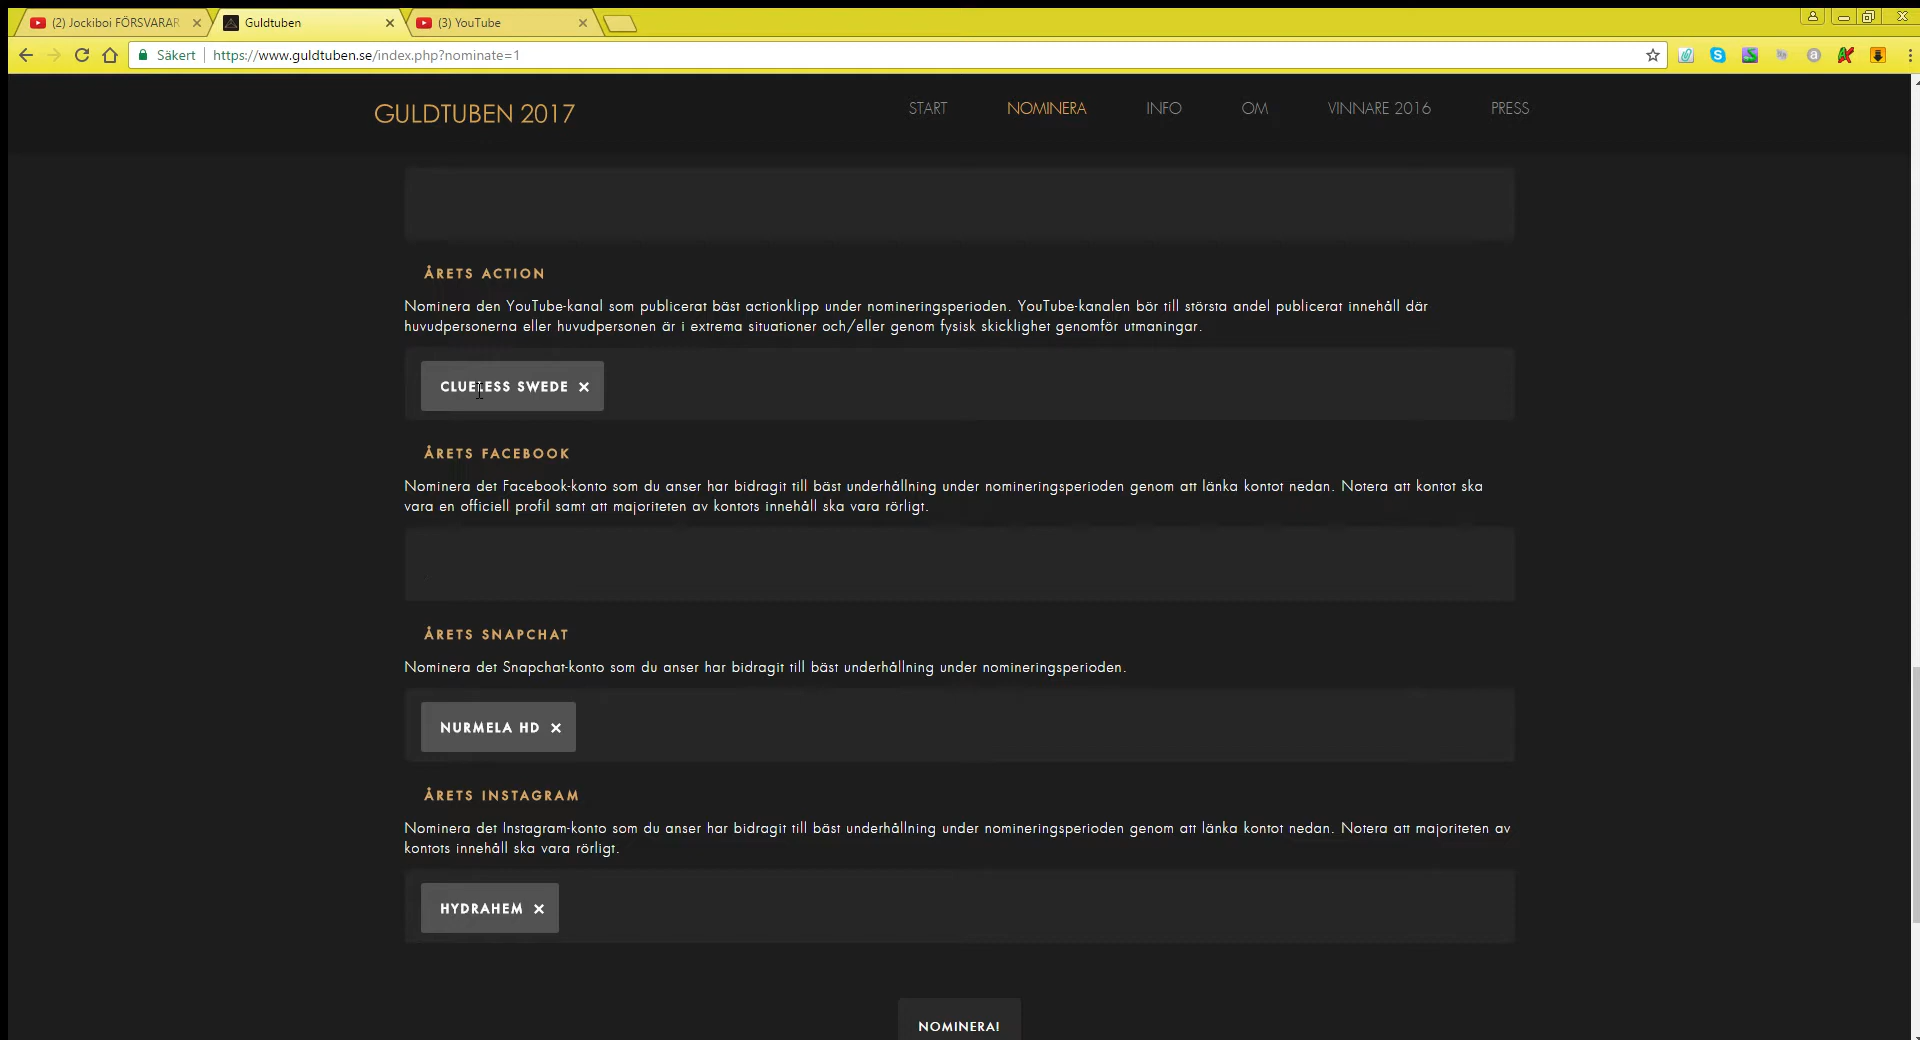 (2) Jockiboi FÖRSVARAR
Guldtuben
(3) YouTube
Säkert
https://www.guldtuben.se/index.php?nominate=1
GULDTUBEN 2017
START
NOMINERA
INFO
OM
VINNARE 2016
PRESS
ÅRETS ACTION
Nominera den YouTube-kanal som publicerat bäst actionklipp under nomineringsperioden. YouTube-kanalen bör till största andel publicerat innehåll där
huvudpersonerna eller huvudpersonen är i extrema situationer och/eller genom fysisk skicklighet genomför utmaningar.
CLUELESS SWEDE ×
ÅRETS FACEBOOK
Nominera det Facebook-konto som du anser har bidragit till bäst underhållning under nomineringsperioden genom att länka kontot nedan. Notera att kontot ska
vara en officiell profil samt att majoriteten av kontots innehåll ska vara rörligt.
ÅRETS SNAPCHAT
Nominera det Snapchat-konto som du anser har bidragit till bäst underhållning under nomineringsperioden.
NURMELA HD ×
ÅRETS INSTAGRAM
Nominera det Instagram-konto som du anser har bidragit till bäst underhållning under nomineringsperioden genom att länka kontot nedan. Notera att majoriteten av
kontots innehåll ska vara rörligt.
HYDRAHEM ×
NOMINERA!